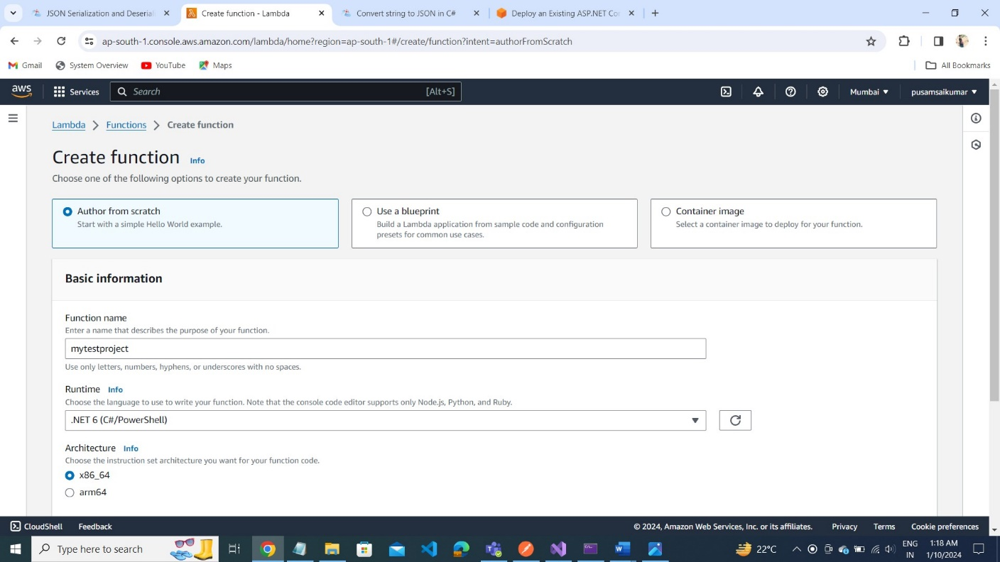 JSON Serialization and Deserial
Create function - Lambda
Convert string to JSON in C#
Deploy an Existing ASP.NET Co
ap-south-1.console.aws.amazon.com/lambda/home?region=ap-south-1#/create/function?intent=authorFromScratch
Gmail System Overview YouTube Maps All Bookmarks
aws Services Search [Alt+S] Mumbai pusamsaikumar
Lambda > Functions > Create function
Create function Info
Choose one of the following options to create your function.
Author from scratch
Start with a simple Hello World example.
Use a blueprint
Build a Lambda application from sample code and configuration
presets for common use cases.
Container image
Select a container image to deploy for your function.
Basic information
Function name
Enter a name that describes the purpose of your function.
mytestproject
Use only letters, numbers, hyphens, or underscores with no spaces.
Runtime Info
Choose the language to use to write your function. Note that the console code editor supports only Node.js, Python, and Ruby.
.NET 6 (C#/PowerShell)
Architecture Info
Choose the instruction set architecture you want for your function code.
x86_64
arm64
CloudShell Feedback © 2024, Amazon Web Services, Inc. or its affiliates. Privacy Terms Cookie preferences
Type here to search
22°C
ENG
IN
1:18 AM
1/10/2024